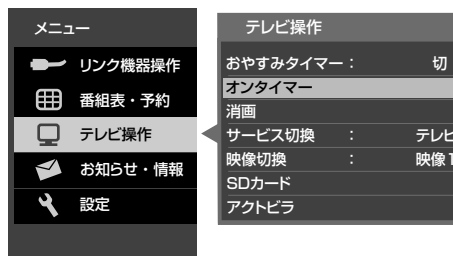 メニュー
リンク機器操作
番組表・予約
テレビ操作
お知らせ・情報
設定
テレビ操作
おやすみタイマー： 切
オンタイマー
消画
サービス切換 ： テレビ
映像切換 ： 映像1
SDカード
アクトビラ